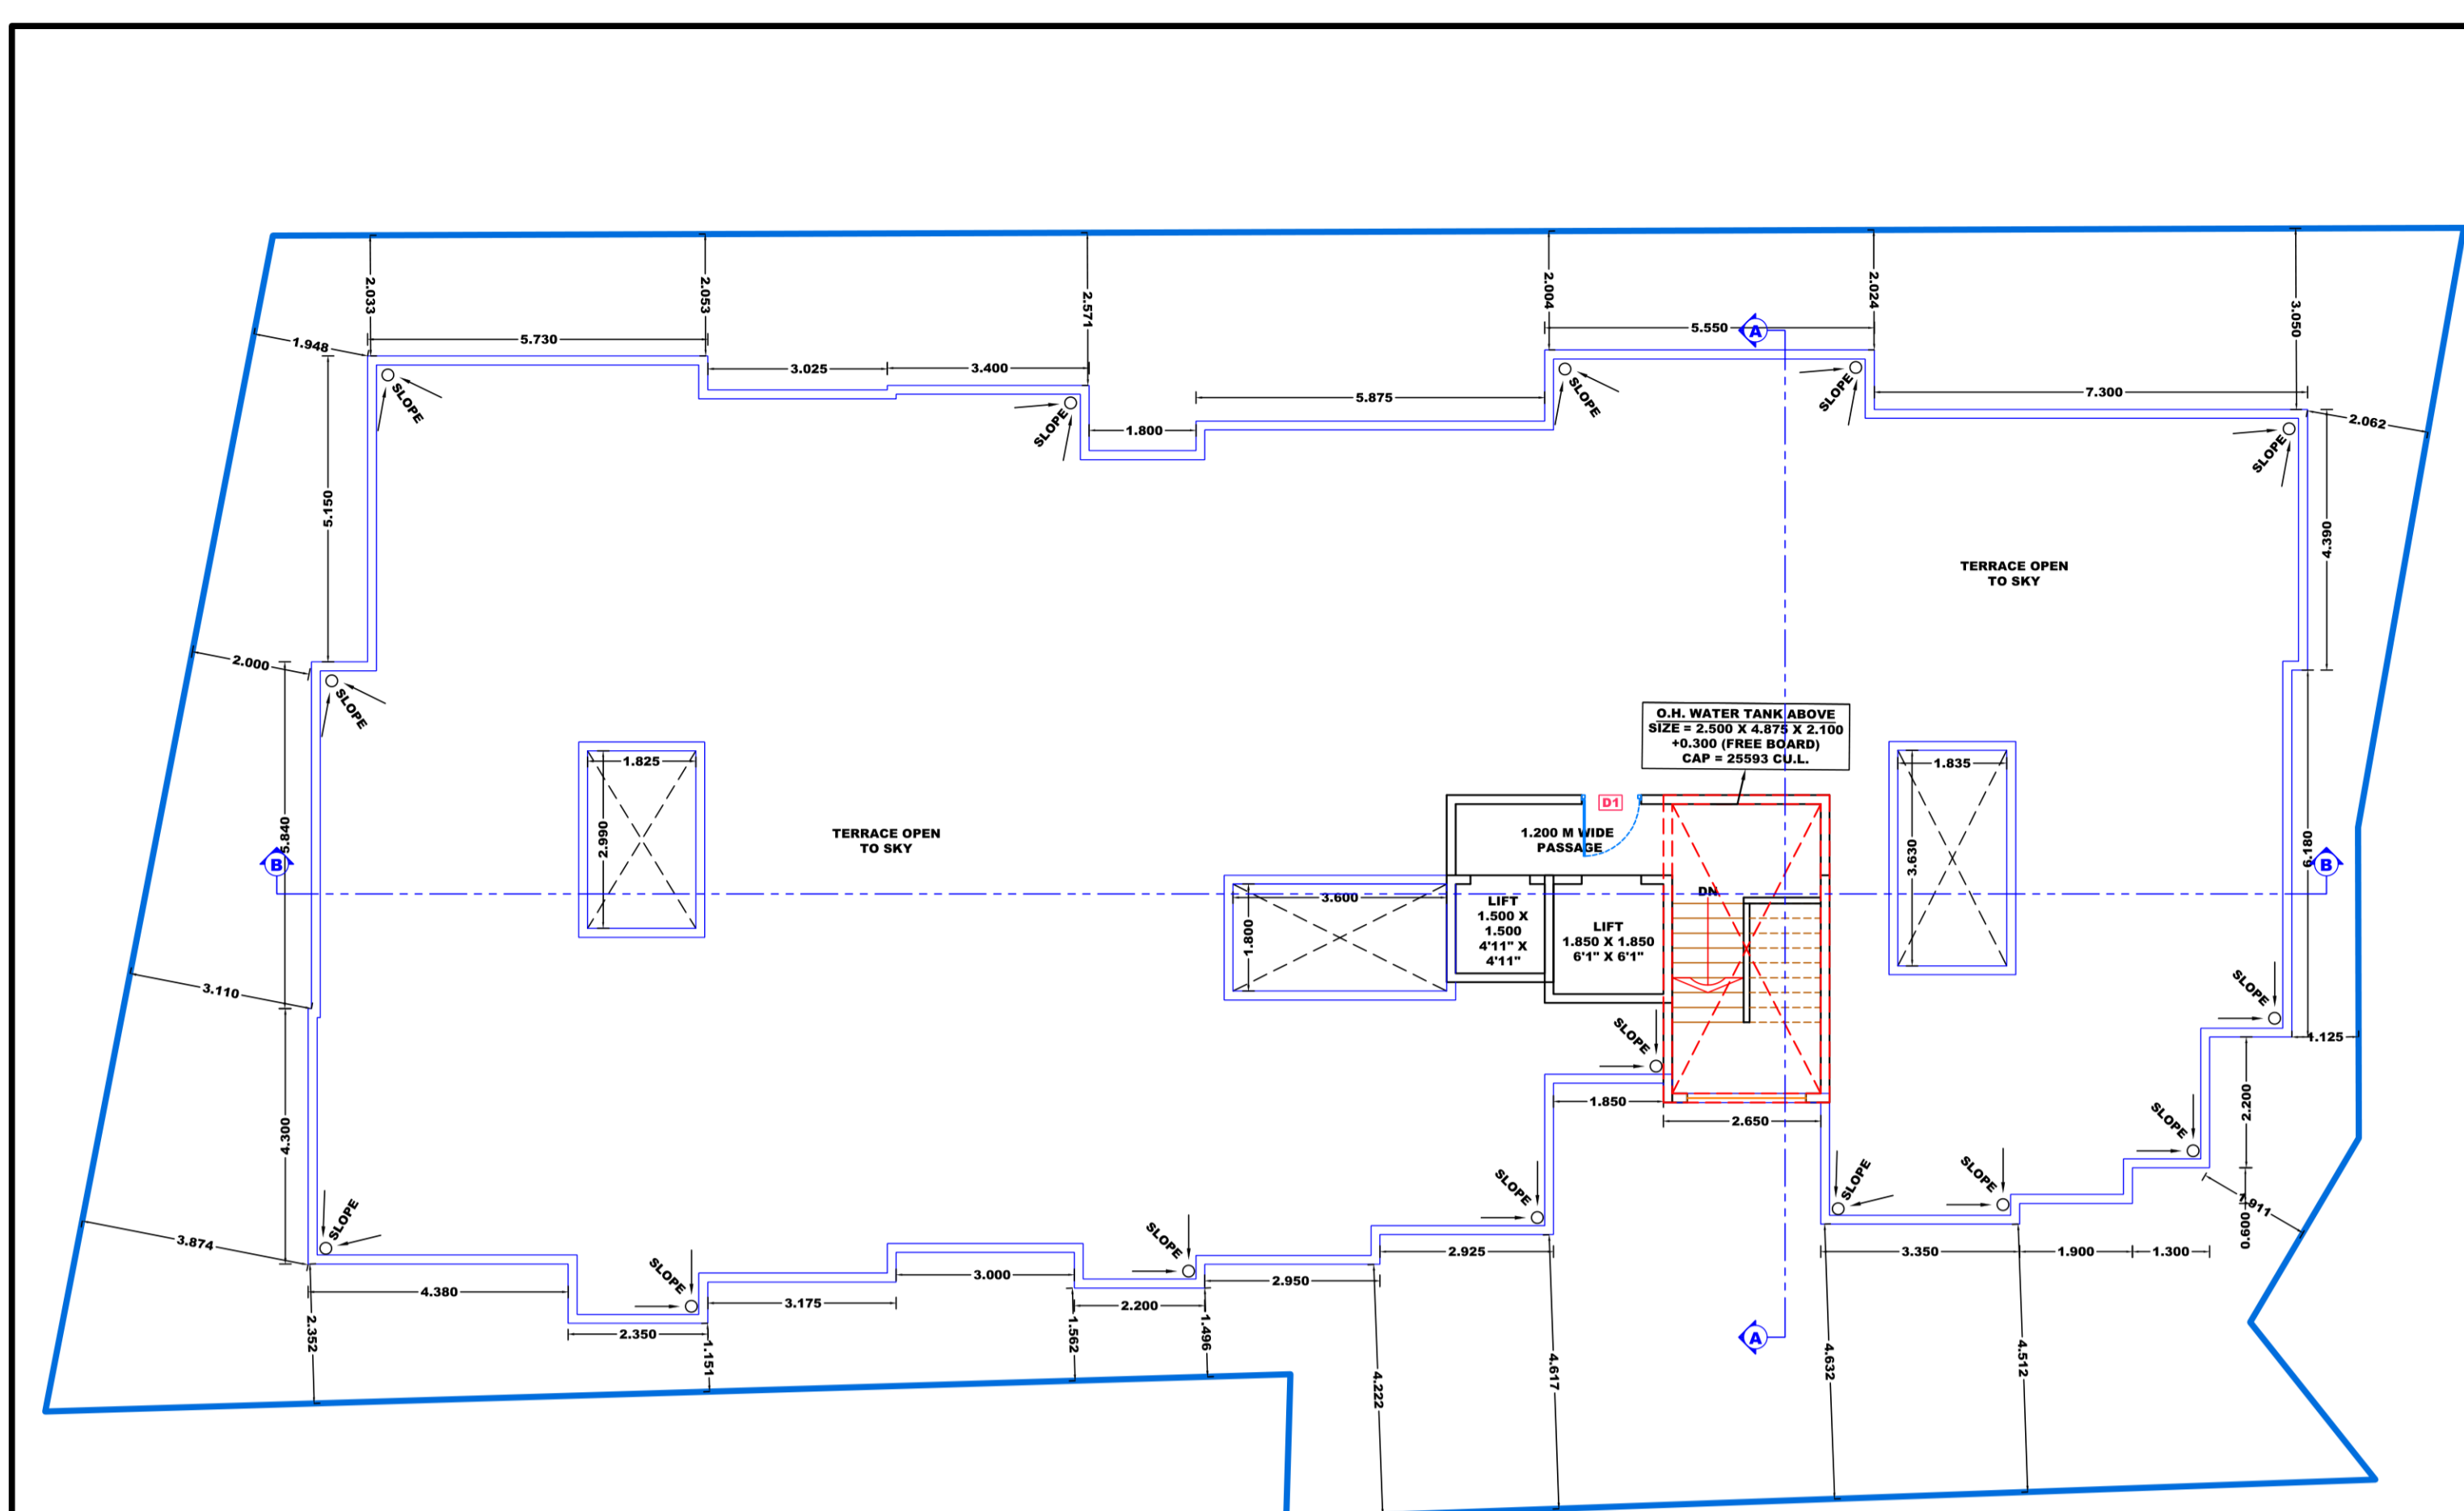 2.033
2.053
2.571
2.004
2.024
3.050
1.948
5.730
3.025
3.400
5.875
1.800
5.550
A
7.300
2.062
SLOPE
SLOPE
SLOPE
SLOPE
SLOPE
5.150
4.390
TERRACE OPEN
TO SKY
2.000
SLOPE
O.H. WATER TANK ABOVE
SIZE = 2.500 X 4.875 X 2.100
+0.300 (FREE BOARD)
CAP = 25593 CU.L.
1.825
1.835
2.990
3.630
5.840
6.180
TERRACE OPEN
TO SKY
D1
1.200 M WIDE
PASSAGE
B
B
DN
3.600
1.800
LIFT
1.500 X
1.500
4'11" X
4'11"
LIFT
1.850 X 1.850
6'1" X 6'1"
3.110
SLOPE
SLOPE
1.125
4.300
1.850
2.650
2.200
SLOPE
SLOPE
SLOPE
SLOPE
1.911
0.600
3.874
SLOPE
SLOPE
SLOPE
2.925
3.350
1.900
1.300
4.380
3.000
2.950
3.175
2.200
2.350
2.352
1.151
1.562
1.496
4.222
4.617
A
4.632
4.512